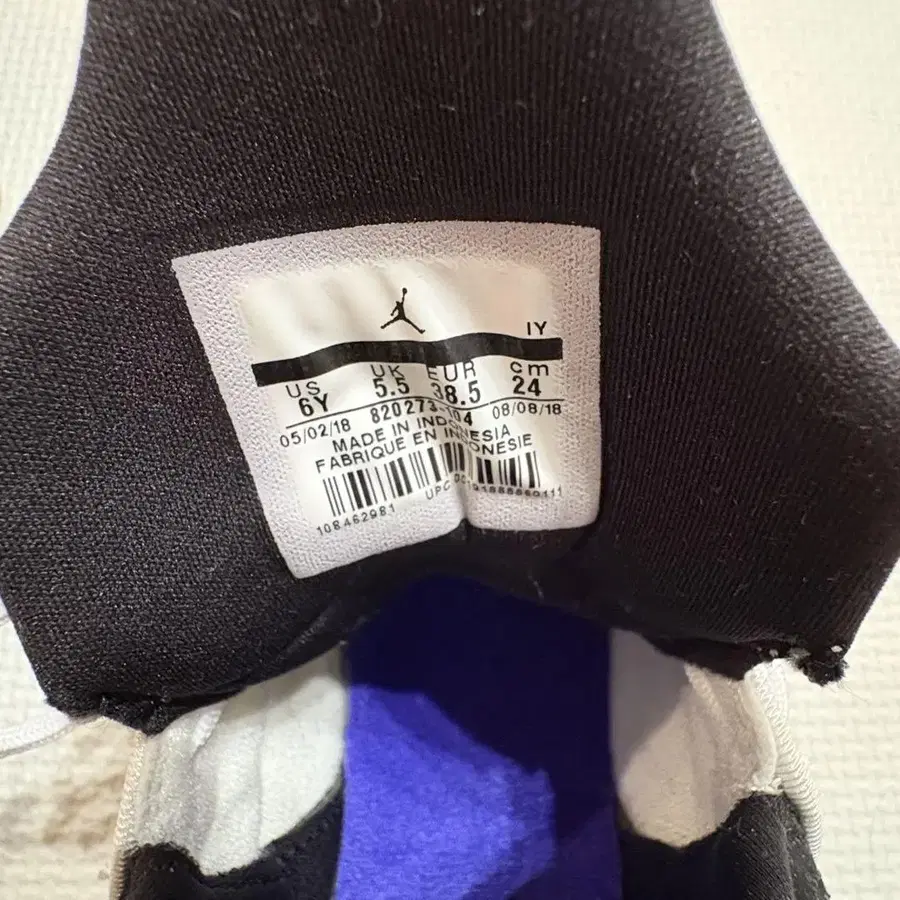 IY
US UK EUR cm
6Y 5.5 38.5 24
05/02/18 820273-104 08/08/18
MADE IN INDONESIA
FABRIQUE EN INDONESIE
108462981 UPC